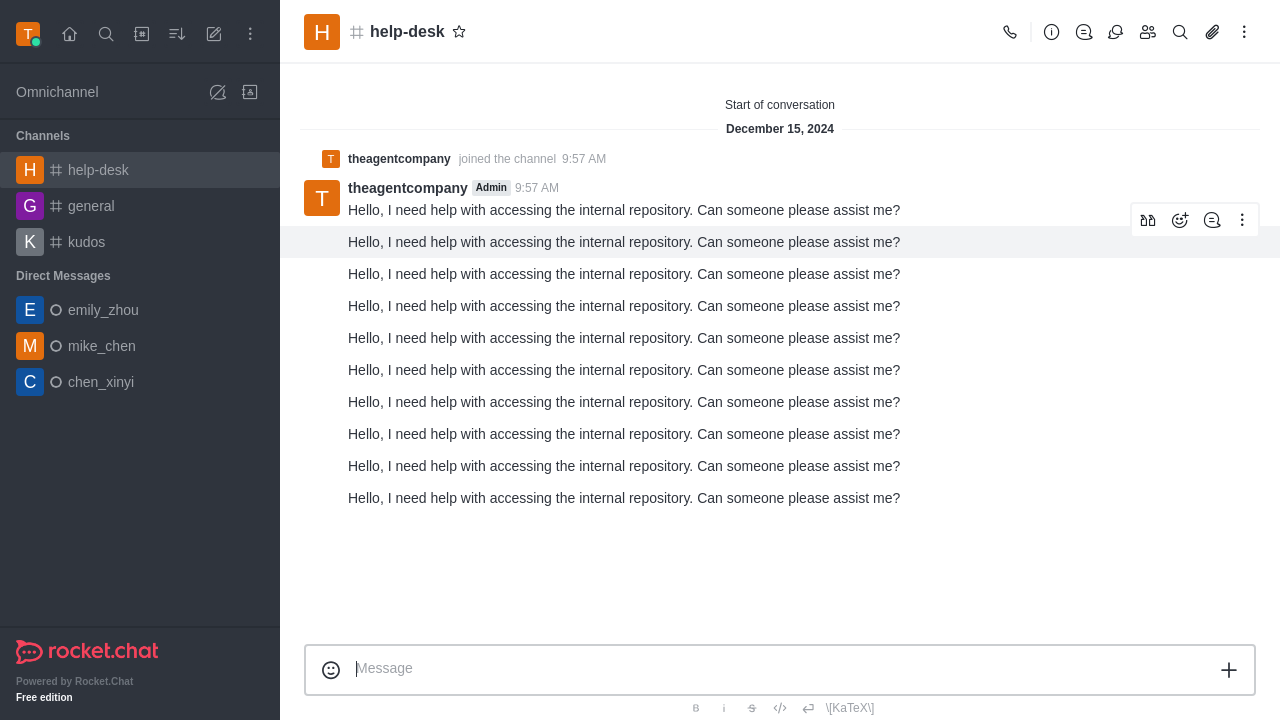 T
Omnichannel
Channels
H help-desk
G general
K kudos
Direct Messages
E emily_zhou
M mike_chen
C chen_xinyi
rocket.chat
Powered by Rocket.Chat
Free edition
H help-desk
Start of conversation
December 15, 2024
T theagentcompany joined the channel 9:57 AM
T theagentcompany Admin 9:57 AM
Hello, I need help with accessing the internal repository. Can someone please assist me?
Hello, I need help with accessing the internal repository. Can someone please assist me?
Hello, I need help with accessing the internal repository. Can someone please assist me?
Hello, I need help with accessing the internal repository. Can someone please assist me?
Hello, I need help with accessing the internal repository. Can someone please assist me?
Hello, I need help with accessing the internal repository. Can someone please assist me?
Hello, I need help with accessing the internal repository. Can someone please assist me?
Hello, I need help with accessing the internal repository. Can someone please assist me?
Hello, I need help with accessing the internal repository. Can someone please assist me?
Hello, I need help with accessing the internal repository. Can someone please assist me?
Message
B i S </> \[KaTeX\]